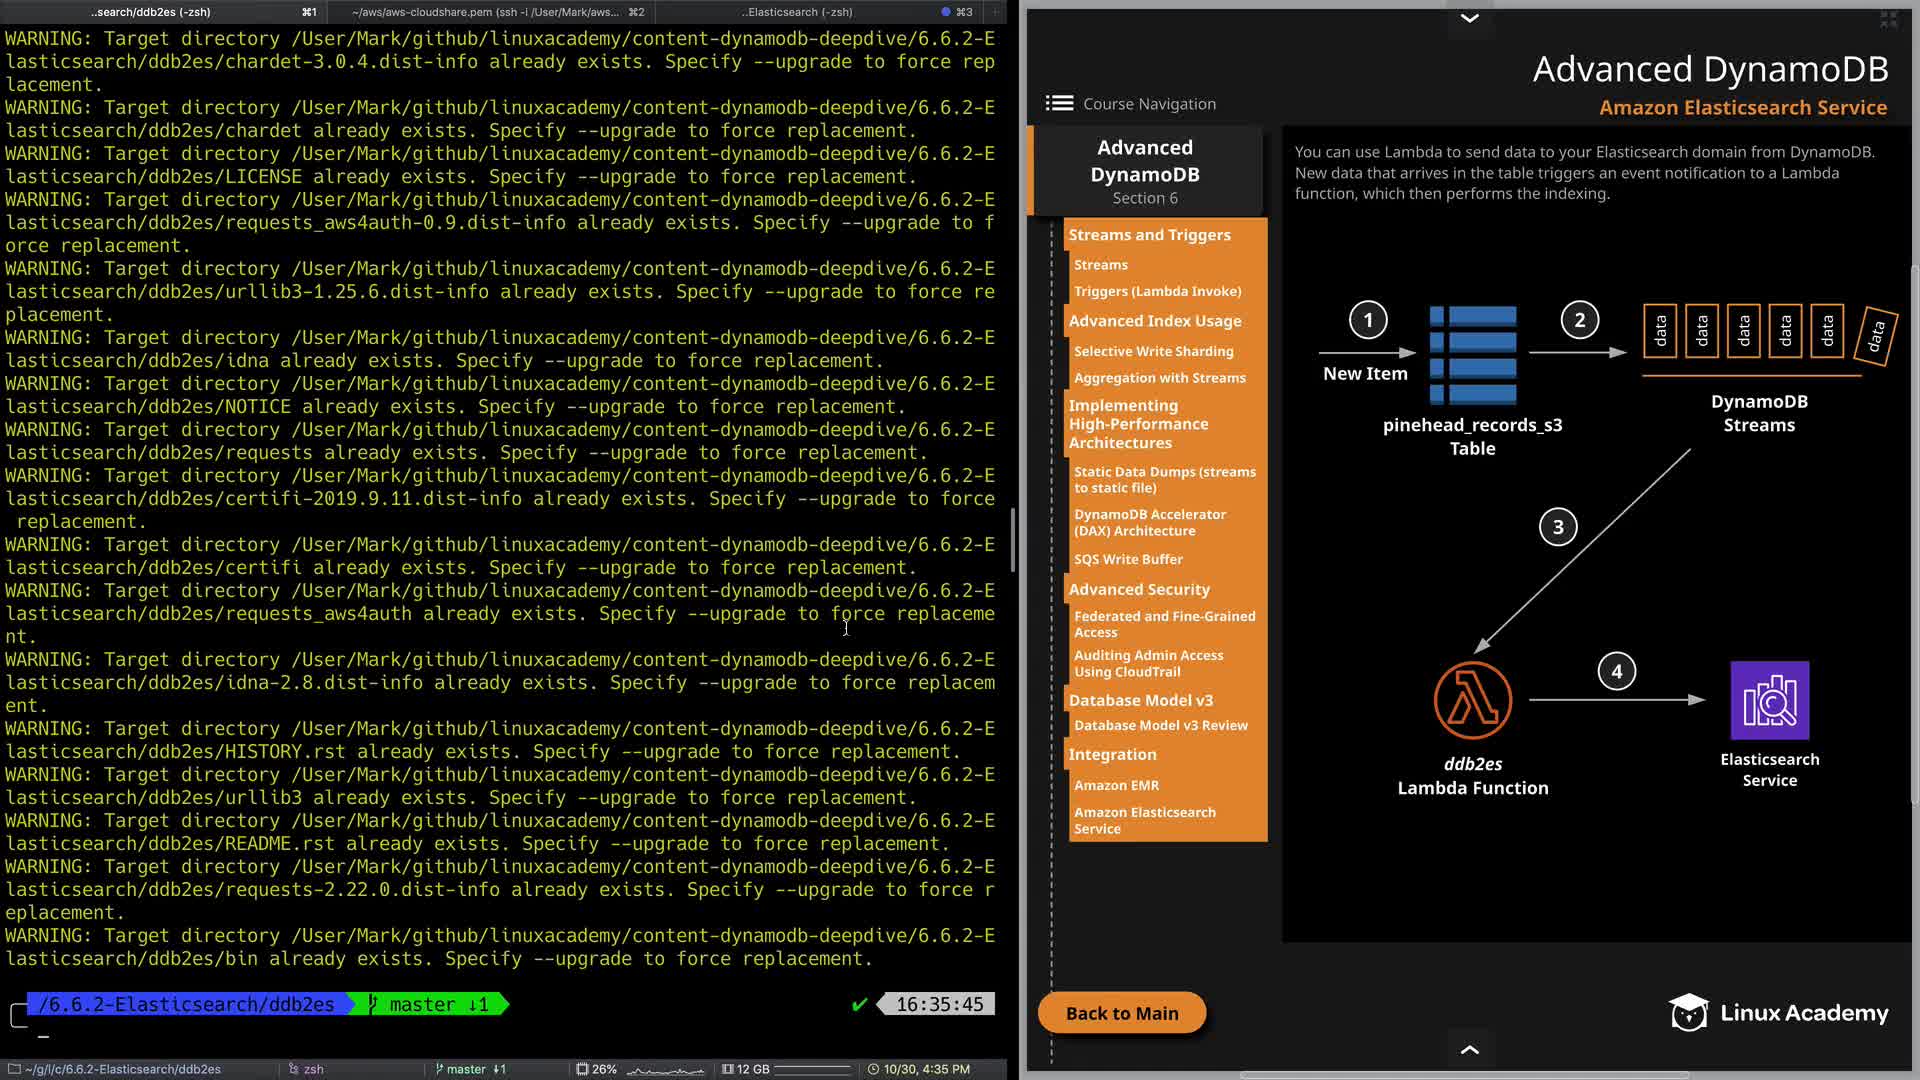 ..search/ddb2es (-zsh)
⌘1
~/aws/aws-cloudshare.pem (ssh -i /User/Mark/aws...
⌘2
..Elasticsearch (-zsh)
⌘3
WARNING: Target directory /User/Mark/github/linuxacademy/content-dynamodb-deepdive/6.6.2-E
lasticsearch/ddb2es/chardet-3.0.4.dist-info already exists. Specify --upgrade to force rep
lacement.
WARNING: Target directory /User/Mark/github/linuxacademy/content-dynamodb-deepdive/6.6.2-E
lasticsearch/ddb2es/chardet already exists. Specify --upgrade to force replacement.
WARNING: Target directory /User/Mark/github/linuxacademy/content-dynamodb-deepdive/6.6.2-E
lasticsearch/ddb2es/LICENSE already exists. Specify --upgrade to force replacement.
WARNING: Target directory /User/Mark/github/linuxacademy/content-dynamodb-deepdive/6.6.2-E
lasticsearch/ddb2es/requests_aws4auth-0.9.dist-info already exists. Specify --upgrade to f
orce replacement.
WARNING: Target directory /User/Mark/github/linuxacademy/content-dynamodb-deepdive/6.6.2-E
lasticsearch/ddb2es/urllib3-1.25.6.dist-info already exists. Specify --upgrade to force re
placement.
WARNING: Target directory /User/Mark/github/linuxacademy/content-dynamodb-deepdive/6.6.2-E
lasticsearch/ddb2es/idna already exists. Specify --upgrade to force replacement.
WARNING: Target directory /User/Mark/github/linuxacademy/content-dynamodb-deepdive/6.6.2-E
lasticsearch/ddb2es/NOTICE already exists. Specify --upgrade to force replacement.
WARNING: Target directory /User/Mark/github/linuxacademy/content-dynamodb-deepdive/6.6.2-E
lasticsearch/ddb2es/requests already exists. Specify --upgrade to force replacement.
WARNING: Target directory /User/Mark/github/linuxacademy/content-dynamodb-deepdive/6.6.2-E
lasticsearch/ddb2es/certifi-2019.9.11.dist-info already exists. Specify --upgrade to force
 replacement.
WARNING: Target directory /User/Mark/github/linuxacademy/content-dynamodb-deepdive/6.6.2-E
lasticsearch/ddb2es/certifi already exists. Specify --upgrade to force replacement.
WARNING: Target directory /User/Mark/github/linuxacademy/content-dynamodb-deepdive/6.6.2-E
lasticsearch/ddb2es/requests_aws4auth already exists. Specify --upgrade to force replaceme
nt.
WARNING: Target directory /User/Mark/github/linuxacademy/content-dynamodb-deepdive/6.6.2-E
lasticsearch/ddb2es/idna-2.8.dist-info already exists. Specify --upgrade to force replacem
ent.
WARNING: Target directory /User/Mark/github/linuxacademy/content-dynamodb-deepdive/6.6.2-E
lasticsearch/ddb2es/HISTORY.rst already exists. Specify --upgrade to force replacement.
WARNING: Target directory /User/Mark/github/linuxacademy/content-dynamodb-deepdive/6.6.2-E
lasticsearch/ddb2es/urllib3 already exists. Specify --upgrade to force replacement.
WARNING: Target directory /User/Mark/github/linuxacademy/content-dynamodb-deepdive/6.6.2-E
lasticsearch/ddb2es/README.rst already exists. Specify --upgrade to force replacement.
WARNING: Target directory /User/Mark/github/linuxacademy/content-dynamodb-deepdive/6.6.2-E
lasticsearch/ddb2es/requests-2.22.0.dist-info already exists. Specify --upgrade to force r
eplacement.
WARNING: Target directory /User/Mark/github/linuxacademy/content-dynamodb-deepdive/6.6.2-E
lasticsearch/ddb2es/bin already exists. Specify --upgrade to force replacement.
/6.6.2-Elasticsearch/ddb2es master ↓1 ✔ 16:35:45
~/g/l/c/6.6.2-Elasticsearch/ddb2es
zsh
master ↓1
26%
12 GB
10/30, 4:35 PM
Advanced DynamoDB
Amazon Elasticsearch Service
Course Navigation
Advanced
DynamoDB
Section 6
Streams and Triggers
Streams
Triggers (Lambda Invoke)
Advanced Index Usage
Selective Write Sharding
Aggregation with Streams
Implementing
High-Performance
Architectures
Static Data Dumps (streams
to static file)
DynamoDB Accelerator
(DAX) Architecture
SQS Write Buffer
Advanced Security
Federated and Fine-Grained
Access
Auditing Admin Access
Using CloudTrail
Database Model v3
Database Model v3 Review
Integration
Amazon EMR
Amazon Elasticsearch
Service
Back to Main
You can use Lambda to send data to your Elasticsearch domain from DynamoDB.
New data that arrives in the table triggers an event notification to a Lambda
function, which then performs the indexing.
1
New Item
pinehead_records_s3
Table
2
data
data
data
data
data
data
DynamoDB
Streams
3
ddb2es
Lambda Function
4
Elasticsearch
Service
Linux Academy